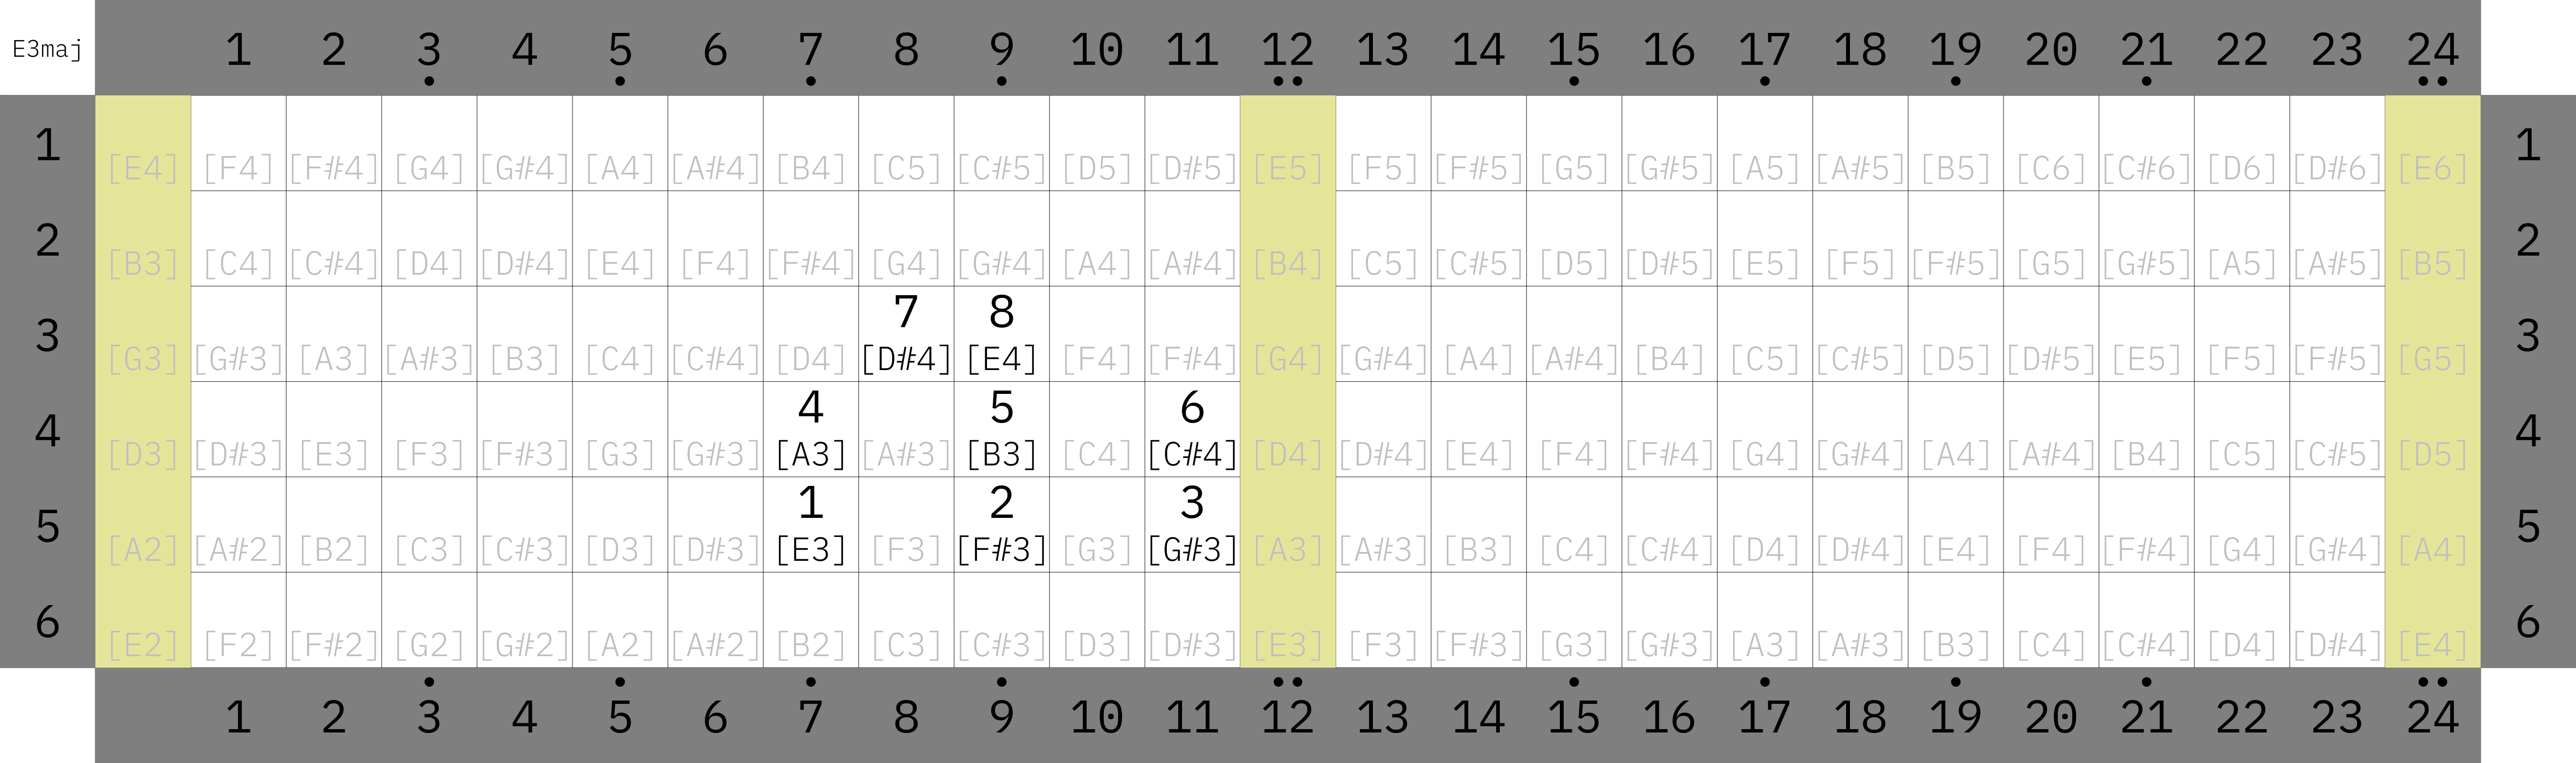 E3maj
1 2 3 4 5 6 7 8 9 10 11 12 13 14 15 16 17 18 19 20 21 22 23 24
1 [E4] [F4] [F#4] [G4] [G#4] [A4] [A#4] [B4] [C5] [C#5] [D5] [D#5] [E5] [F5] [F#5] [G5] [G#5] [A5] [A#5] [B5] [C6] [C#6] [D6] [D#6] [E6] 1
2 [B3] [C4] [C#4] [D4] [D#4] [E4] [F4] [F#4] [G4] [G#4] [A4] [A#4] [B4] [C5] [C#5] [D5] [D#5] [E5] [F5] [F#5] [G5] [G#5] [A5] [A#5] [B5] 2
7 8
3 [G3] [G#3] [A3] [A#3] [B3] [C4] [C#4] [D4] [D#4] [E4] [F4] [F#4] [G4] [G#4] [A4] [A#4] [B4] [C5] [C#5] [D5] [D#5] [E5] [F5] [F#5] [G5] 3
4 5 6
4 [D3] [D#3] [E3] [F3] [F#3] [G3] [G#3] [A3] [A#3] [B3] [C4] [C#4] [D4] [D#4] [E4] [F4] [F#4] [G4] [G#4] [A4] [A#4] [B4] [C5] [C#5] [D5] 4
1 2 3
5 [A2] [A#2] [B2] [C3] [C#3] [D3] [D#3] [E3] [F3] [F#3] [G3] [G#3] [A3] [A#3] [B3] [C4] [C#4] [D4] [D#4] [E4] [F4] [F#4] [G4] [G#4] [A4] 5
6 [E2] [F2] [F#2] [G2] [G#2] [A2] [A#2] [B2] [C3] [C#3] [D3] [D#3] [E3] [F3] [F#3] [G3] [G#3] [A3] [A#3] [B3] [C4] [C#4] [D4] [D#4] [E4] 6
1 2 3 4 5 6 7 8 9 10 11 12 13 14 15 16 17 18 19 20 21 22 23 24